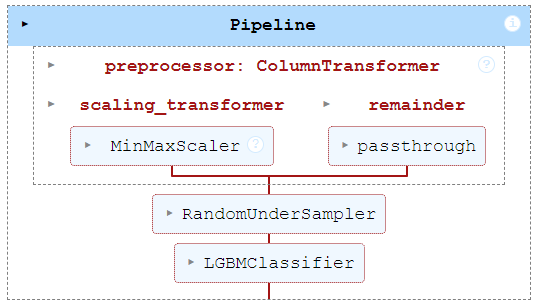 Pipeline i
preprocessor: ColumnTransformer ?
scaling_transformer remainder
MinMaxScaler ? passthrough
RandomUnderSampler
LGBMClassifier